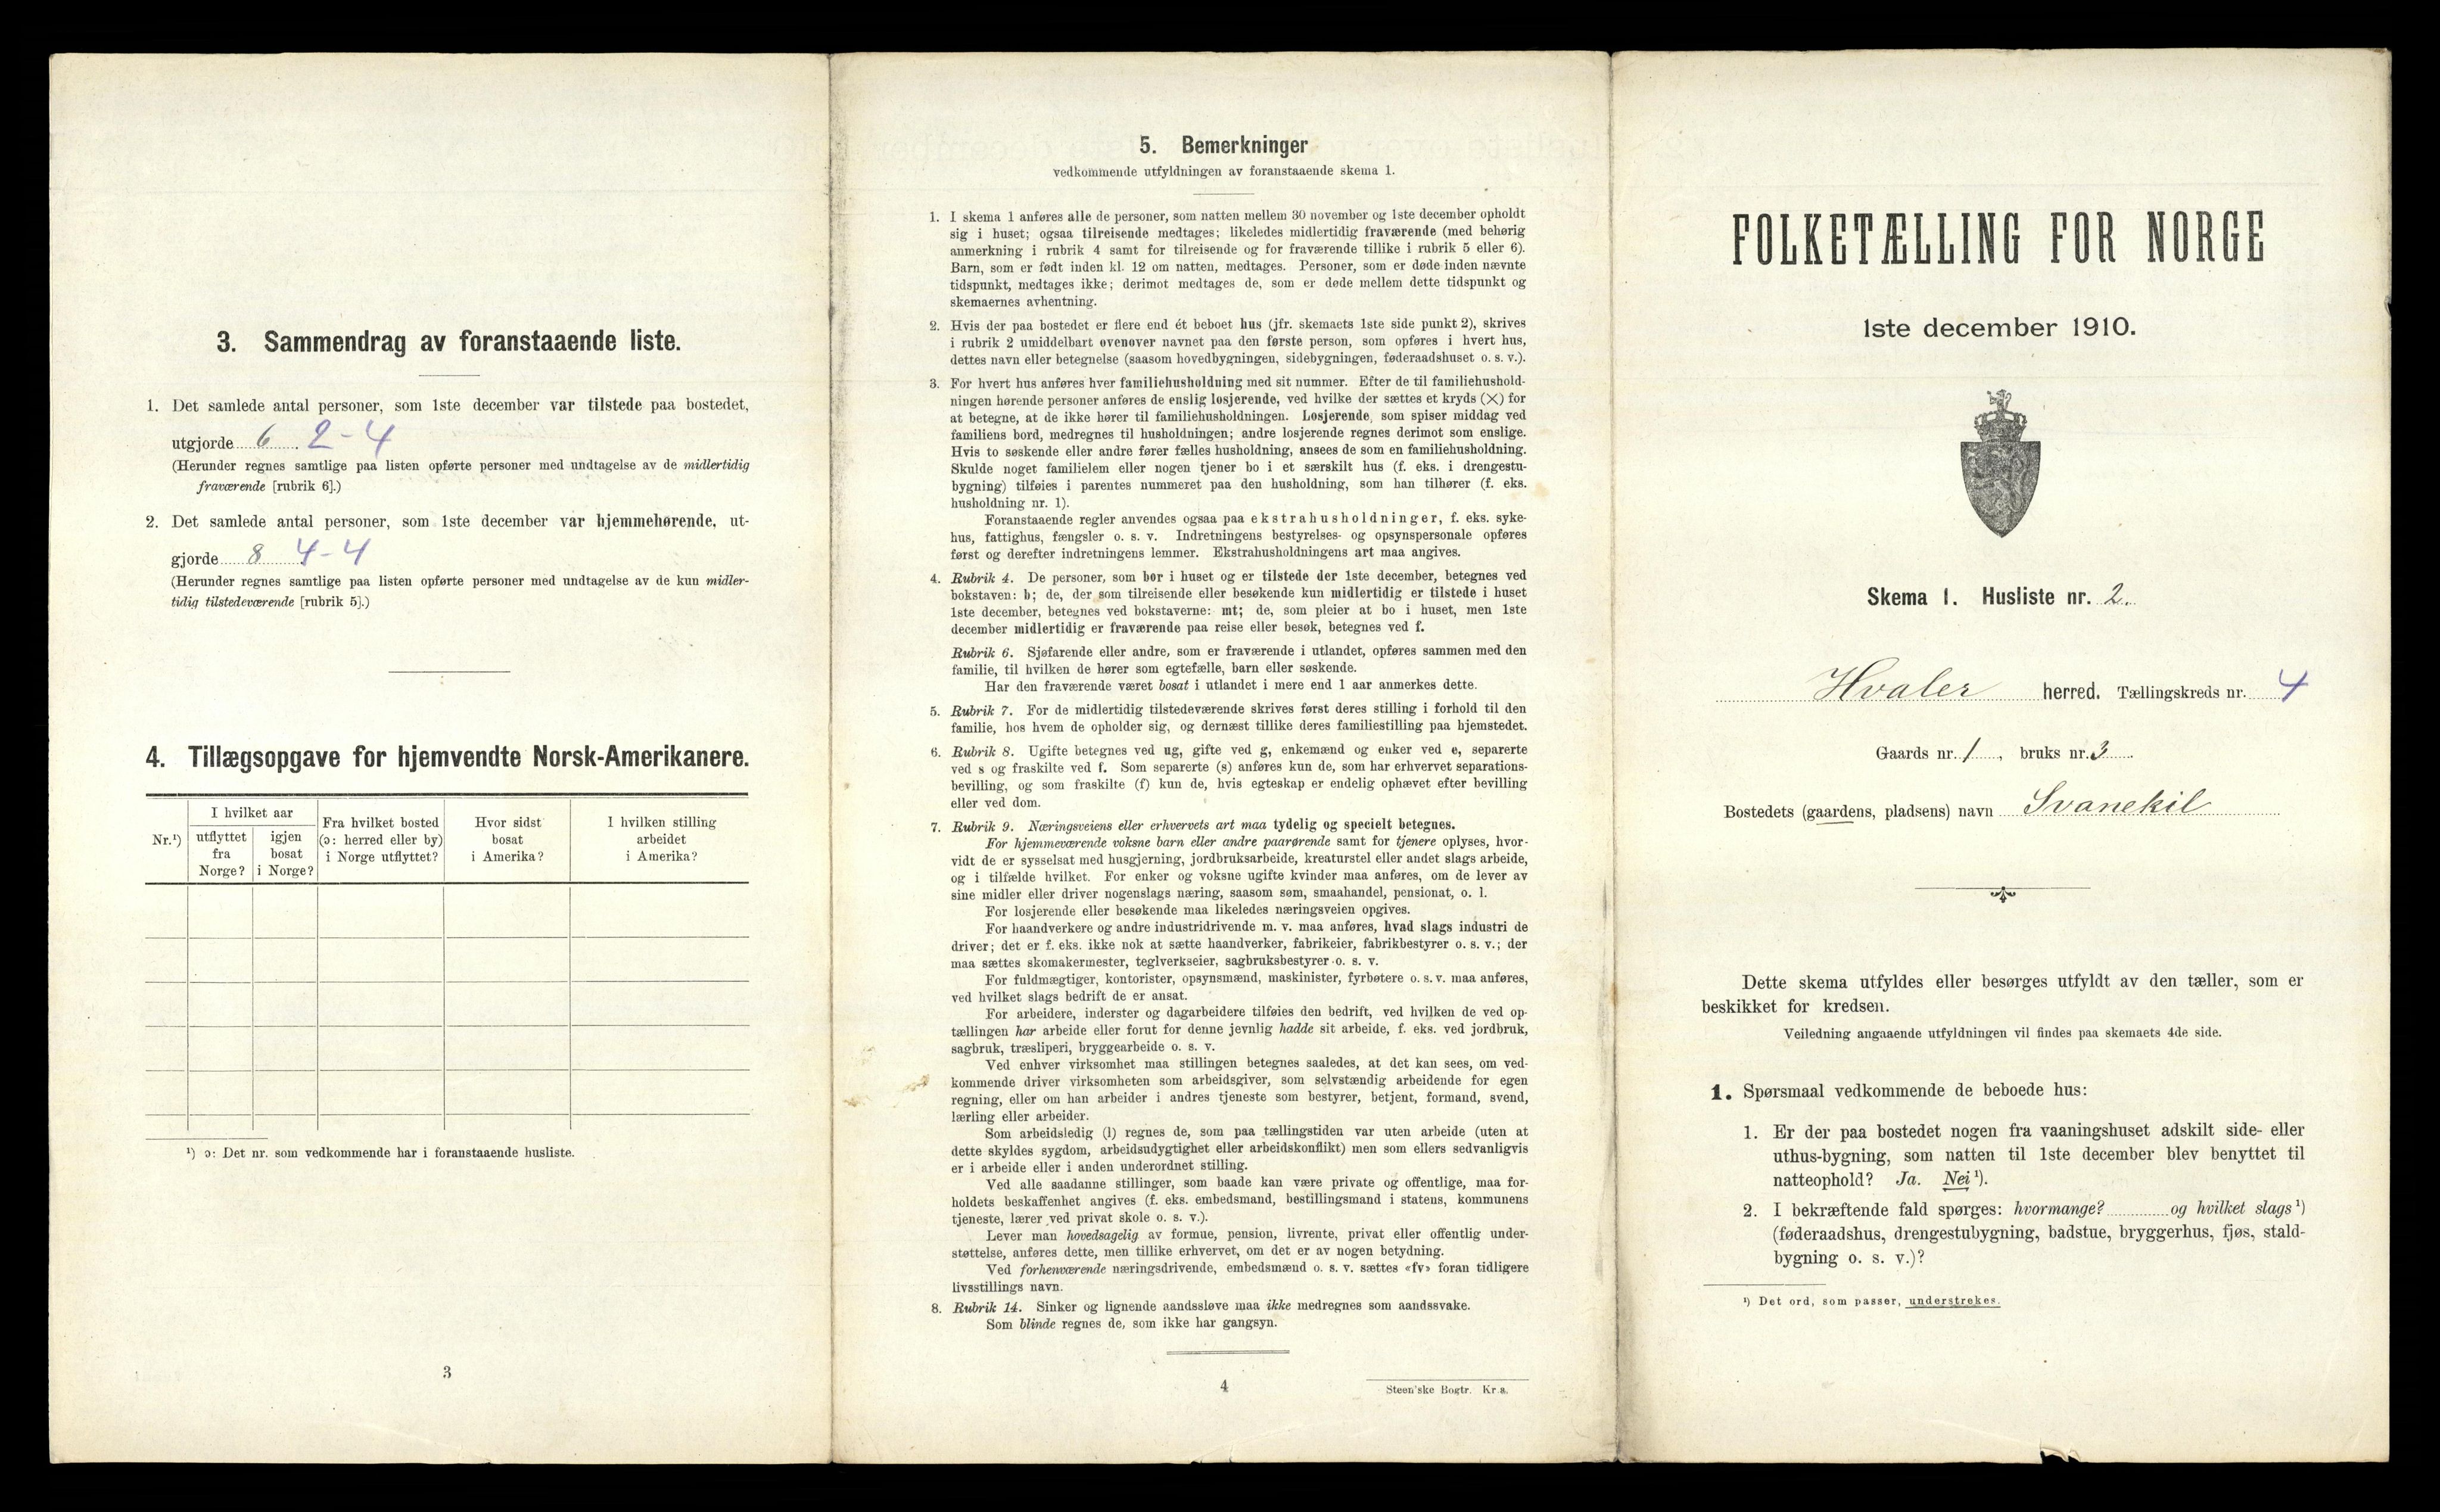 3. Sammendrag av foranstaaende liste.
1. Det samlede antal personer, som 1ste december var tilstede paa bostedet,
utgjorde 6 2-4
(Herunder regnes samtlige paa listen opførte personer med undtagelse av de midlertidig
fraværende [rubrik 6].)
2. Det samlede antal personer, som 1ste december var hjemmehørende, ut-
gjorde 8 4-4
(Herunder regnes samtlige paa listen opførte personer med undtagelse av de kun midler-
tidig tilstedeværende [rubrik 5].)
4. Tillægsopgave for hjemvendte Norsk-Amerikanere.
Nr.¹)
I hvilket aar
utflyttet
fra
Norge?
igjen
bosat
i Norge?
Fra hvilket bosted
(ɔ: herred eller by)
i Norge utflyttet?
Hvor sidst
bosat
i Amerika?
I hvilken stilling
arbeidet
i Amerika?
¹) ɔ: Det nr. som vedkommende har i foranstaaende husliste.
3
5. Bemerkninger
vedkommende utfyldningen av foranstaaende skema 1.
1. I skema 1 anføres alle de personer, som natten mellem 30 november og 1ste december opholdt
sig i huset; ogsaa tilreisende medtages; likeledes midlertidig fraværende (med behørig
anmerkning i rubrik 4 samt for tilreisende og for fraværende tillike i rubrik 5 eller 6).
Barn, som er født inden kl. 12 om natten, medtages. Personer, som er døde inden nævnte
tidspunkt, medtages ikke; derimot medtages de, som er døde mellem dette tidspunkt og
skemaernes avhentning.
2. Hvis der paa bostedet er flere end ét beboet hus (jfr. skemaets 1ste side punkt 2), skrives
i rubrik 2 umiddelbart ovenover navnet paa den første person, som opføres i hvert hus,
dettes navn eller betegnelse (saasom hovedbygningen, sidebygningen, føderaadshuset o. s. v.).
3. For hvert hus anføres hver familiehusholdning med sit nummer. Efter de til familiehushold-
ningen hørende personer anføres de enslig losjerende, ved hvilke der sættes et kryds (×) for
at betegne, at de ikke hører til familiehusholdningen. Losjerende, som spiser middag ved
familiens bord, medregnes til husholdningen; andre losjerende regnes derimot som enslige.
Hvis to søskende eller andre fører fælles husholdning, ansees de som en familiehusholdning.
Skulde noget familielem eller nogen tjener bo i et særskilt hus (f. eks. i drengestu-
bygning) tilføies i parentes nummeret paa den husholdning, som han tilhører (f. eks.
husholdning nr. 1).
Foranstaaende regler anvendes ogsaa paa ekstrahusholdninger, f. eks. syke-
hus, fattighus, fængsler o. s. v. Indretningens bestyrelses- og opsynspersonale opføres
først og derefter indretningens lemmer. Ekstrahusholdningens art maa angives.
4. Rubrik 4. De personer, som bor i huset og er tilstede der 1ste december, betegnes ved
bokstaven: b; de, der som tilreisende eller besøkende kun midlertidig er tilstede i huset
1ste december, betegnes ved bokstaverne: mt; de, som pleier at bo i huset, men 1ste
december midlertidig er fraværende paa reise eller besøk, betegnes ved f.
Rubrik 6. Sjøfarende eller andre, som er fraværende i utlandet, opføres sammen med den
familie, til hvilken de hører som egtefælle, barn eller søskende.
Har den fraværende været bosat i utlandet i mere end 1 aar anmerkes dette.
5. Rubrik 7. For de midlertidig tilstedeværende skrives først deres stilling i forhold til den
familie, hos hvem de opholder sig, og dernæst tillike deres familiestilling paa hjemstedet.
6. Rubrik 8. Ugifte betegnes ved ug, gifte ved g, enkemænd og enker ved e, separerte
ved s og fraskilte ved f. Som separerte (s) anføres kun de, som har erhvervet separations-
bevilling, og som fraskilte (f) kun de, hvis egteskap er endelig ophævet efter bevilling
eller ved dom.
7. Rubrik 9. Næringsveiens eller erhvervets art maa tydelig og specielt betegnes.
For hjemmeværende voksne barn eller andre paarørende samt for tjenere oplyses, hvor-
vidt de er sysselsat med husgjerning, jordbruksarbeide, kreaturstel eller andet slags arbeide,
og i tilfælde hvilket. For enker og voksne ugifte kvinder maa anføres, om de lever av
sine midler eller driver nogenslags næring, saasom søm, smaahandel, pensionat, o. l.
For losjerende eller besøkende maa likeledes næringsveien opgives.
For haandverkere og andre industridrivende m. v. maa anføres, hvad slags industri de
driver; det er f. eks. ikke nok at sætte haandverker, fabrikeier, fabrikbestyrer o. s. v.; der
maa sættes skomakermester, teglverkseier, sagbruksbestyrer o. s. v.
For fuldmægtiger, kontorister, opsynsmænd, maskinister, fyrbøtere o. s. v. maa anføres,
ved hvilket slags bedrift de er ansat.
For arbeidere, inderster og dagarbeidere tilføies den bedrift, ved hvilken de ved op-
tællingen har arbeide eller forut for denne jevnlig hadde sit arbeide, f. eks. ved jordbruk,
sagbruk, træsliperi, bryggearbeide o. s. v.
Ved enhver virksomhet maa stillingen betegnes saaledes, at det kan sees, om ved-
kommende driver virksomheten som arbeidsgiver, som selvstændig arbeidende for egen
regning, eller om han arbeider i andres tjeneste som bestyrer, betjent, formand, svend,
lærling eller arbeider.
Som arbeidsledig (l) regnes de, som paa tællingstiden var uten arbeide (uten at
dette skyldes sygdom, arbeidsudygtighet eller arbeidskonflikt) men som ellers sedvanligvis
er i arbeide eller i anden underordnet stilling.
Ved alle saadanne stillinger, som baade kan være private og offentlige, maa for-
holdets beskaffenhet angives (f. eks. embedsmand, bestillingsmand i statens, kommunens
tjeneste, lærer ved privat skole o. s. v.).
Lever man hovedsagelig av formue, pension, livrente, privat eller offentlig under-
støttelse, anføres dette, men tillike erhvervet, om det er av nogen betydning.
Ved forhenværende næringsdrivende, embedsmænd o. s. v. sættes «fv» foran tidligere
livsstillings navn.
8. Rubrik 14. Sinker og lignende aandssløve maa ikke medregnes som aandssvake.
Som blinde regnes de, som ikke har gangsyn.
4
Steen'ske Bogtr. Kr.a.
FOLKETÆLLING FOR NORGE
1ste december 1910.
Skema 1. Husliste nr. 2.
Hvaler herred. Tællingskreds nr. 4
Gaards nr. 1, bruks nr. 3
Bostedets (gaardens, pladsens) navn Svanekil
Dette skema utfyldes eller besørges utfyldt av den tæller, som er
beskikket for kredsen.
Veiledning angaaende utfyldningen vil findes paa skemaets 4de side.
1. Spørsmaal vedkommende de beboede hus:
1. Er der paa bostedet nogen fra vaaningshuset adskilt side- eller
uthus-bygning, som natten til 1ste december blev benyttet til
natteophold? Ja. Nei ¹).
2. I bekræftende fald spørges: hvormange? og hvilket slags ¹)
(føderaadshus, drengestubygning, badstue, bryggerhus, fjøs, stald-
bygning o. s. v.)?
¹) Det ord, som passer, understrekes.